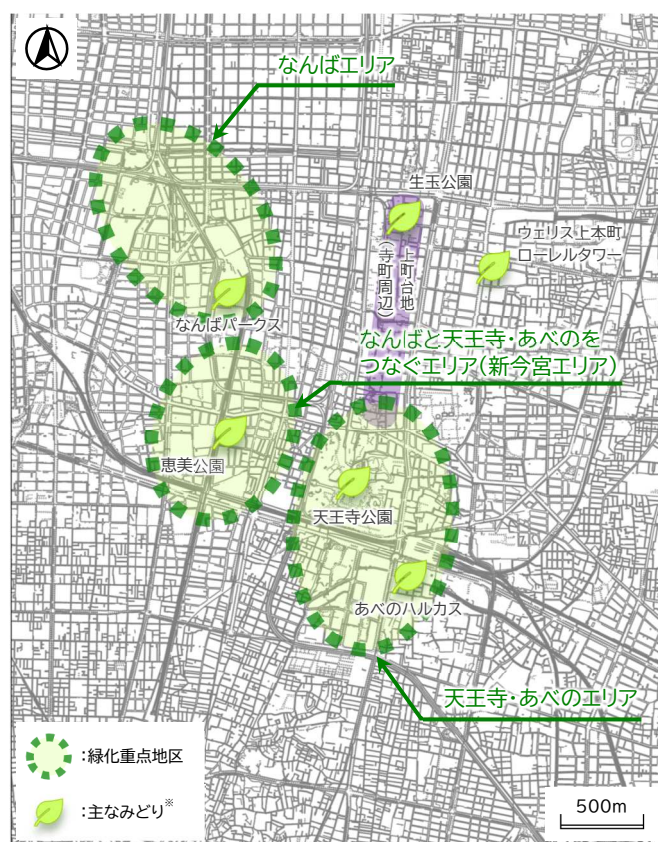 なんばエリア
生玉公園
ウェリス上本町
ローレルタワー
上町台地
(寺町周辺)
なんばパークス
なんばと天王寺・あべのを
つなぐエリア(新今宮エリア)
恵美公園
天王寺公園
あべのハルカス
天王寺・あべのエリア
:緑化重点地区
:主なみどり※
500m